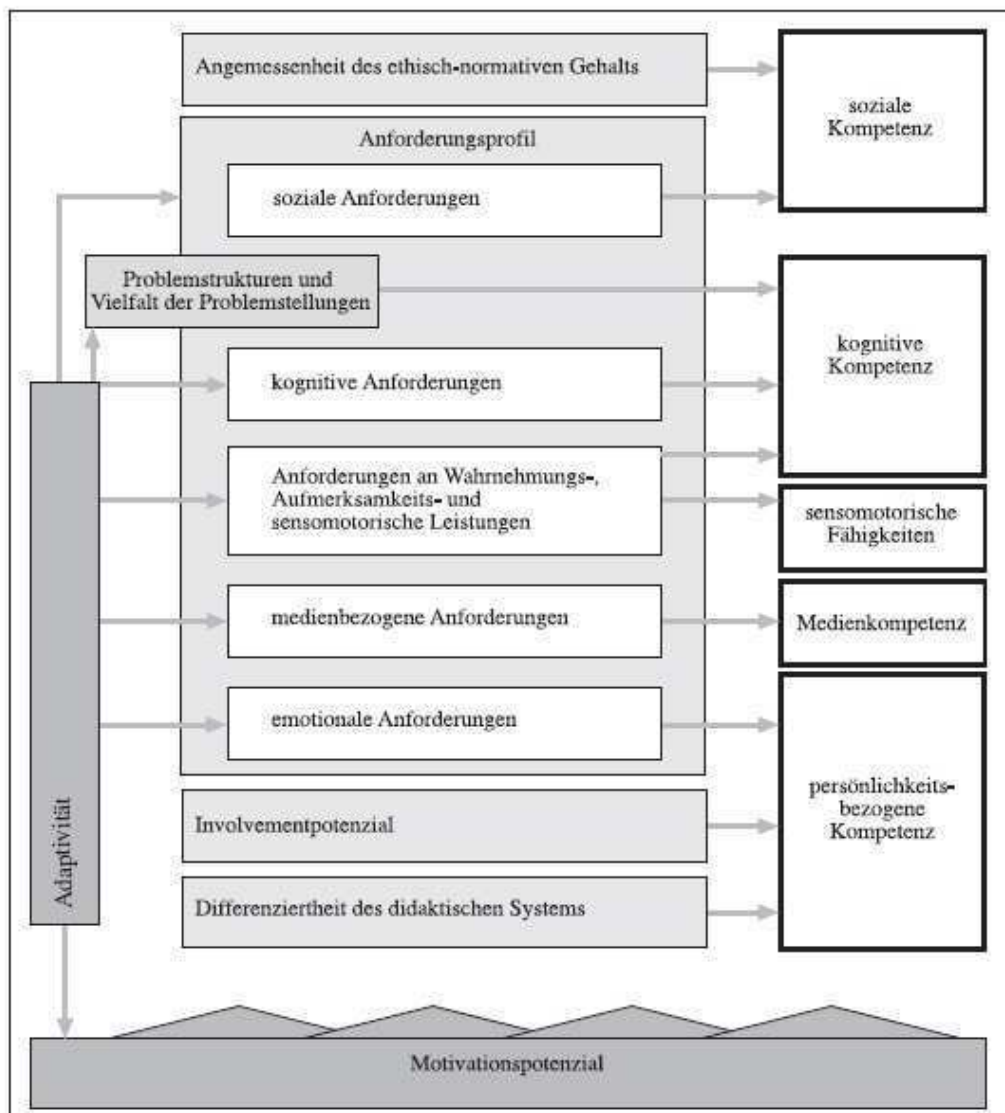 Angemessenheit des ethisch-normativen Gehalts
soziale
Kompetenz
Anforderungsprofil
soziale Anforderungen
Problemstrukturen und
Vielfalt der Problemstellungen
kognitive
Kompetenz
kognitive Anforderungen
Anforderungen an Wahrnehmungs-,
Aufmerksamkeits- und
sensomotorische Leistungen
sensomotorische
Fähigkeiten
medienbezogene Anforderungen
Medienkompetenz
emotionale Anforderungen
persönlichkeits-
bezogene
Kompetenz
Involvementpotenzial
Differenziertheit des didaktischen Systems
Adaptivität
Motivationspotenzial